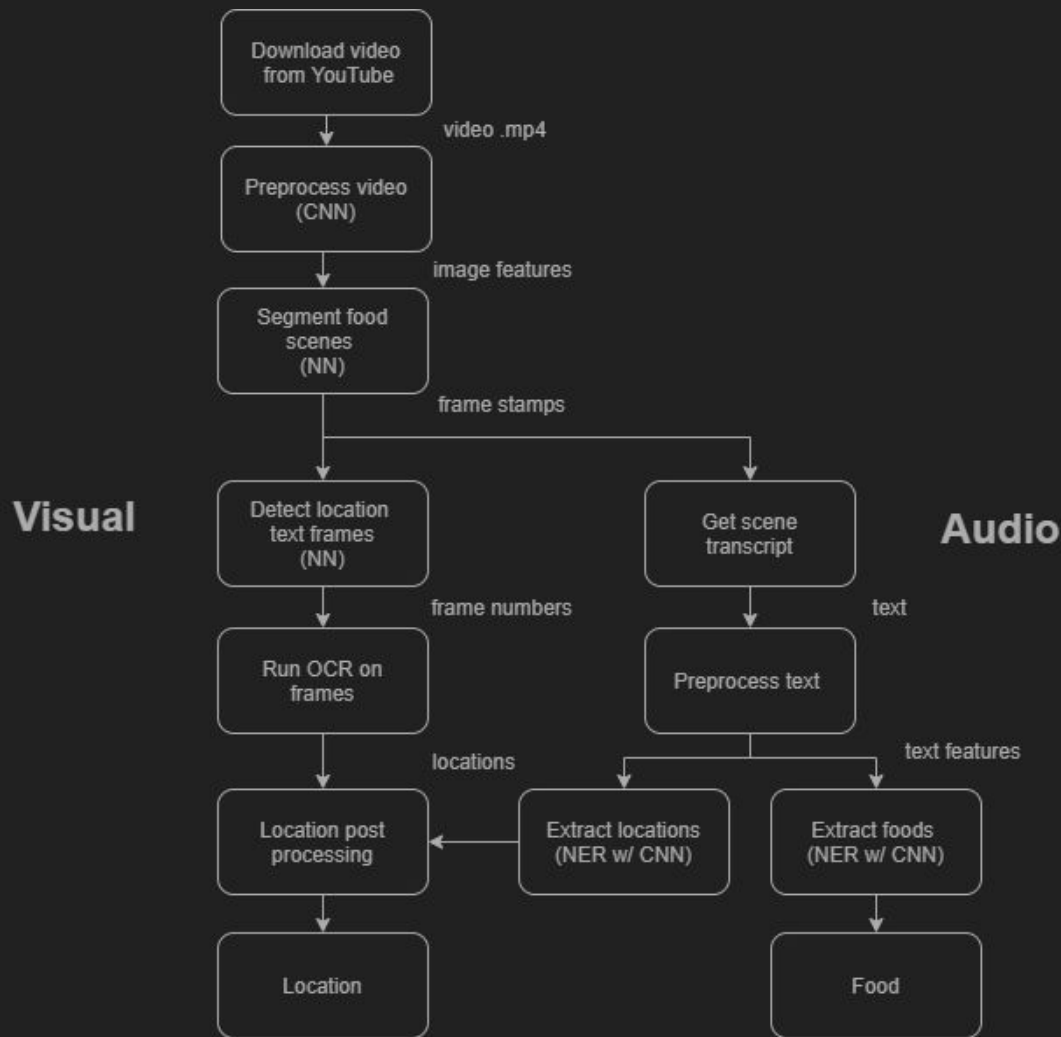 Download video
from YouTube
video .mp4
Preprocess video
(CNN)
image features
Segment food
scenes
(NN)
frame stamps
Visual
Detect location
text frames
(NN)
Get scene
transcript
Audio
frame numbers
text
Run OCR on
frames
Preprocess text
locations
text features
Location post
processing
Extract locations
(NER w/ CNN)
Extract foods
(NER w/ CNN)
Location
Food